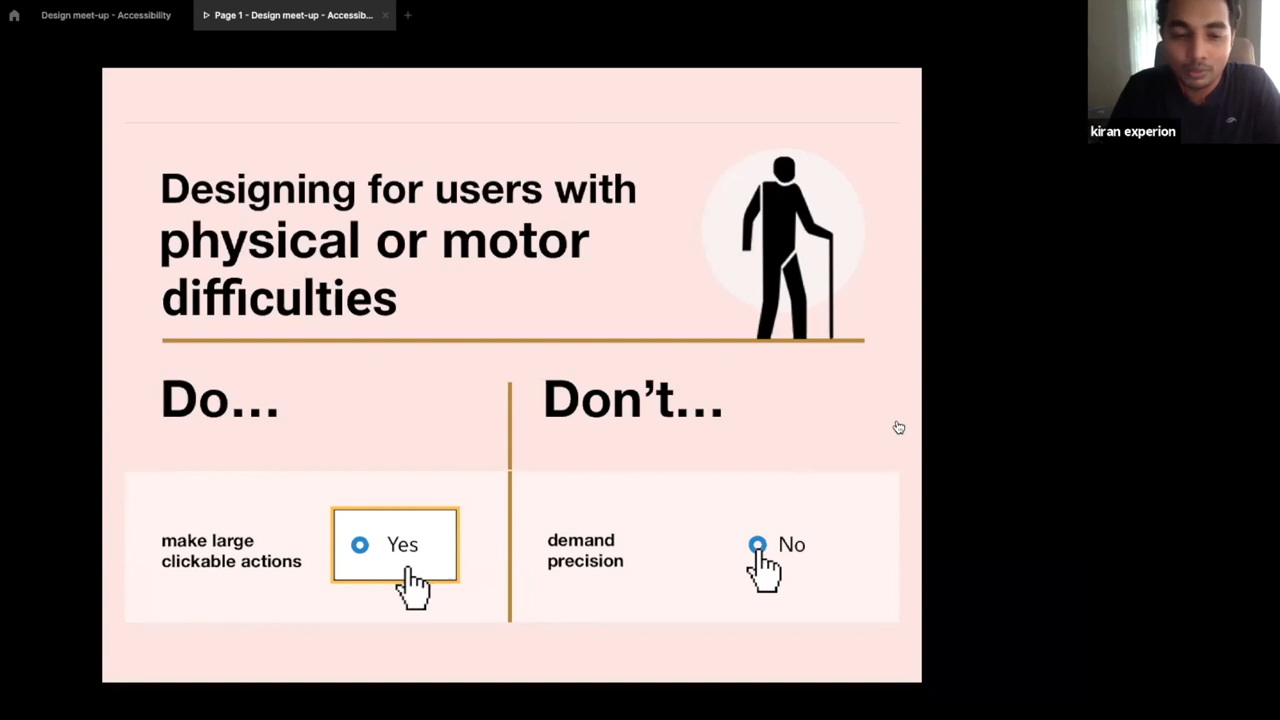 Design meet-up - Accessibility
Page 1 - Design meet-up - Accessib...
kiran experion
Designing for users with
physical or motor
difficulties
Do...
Don't...
make large
clickable actions
Yes
demand
precision
No